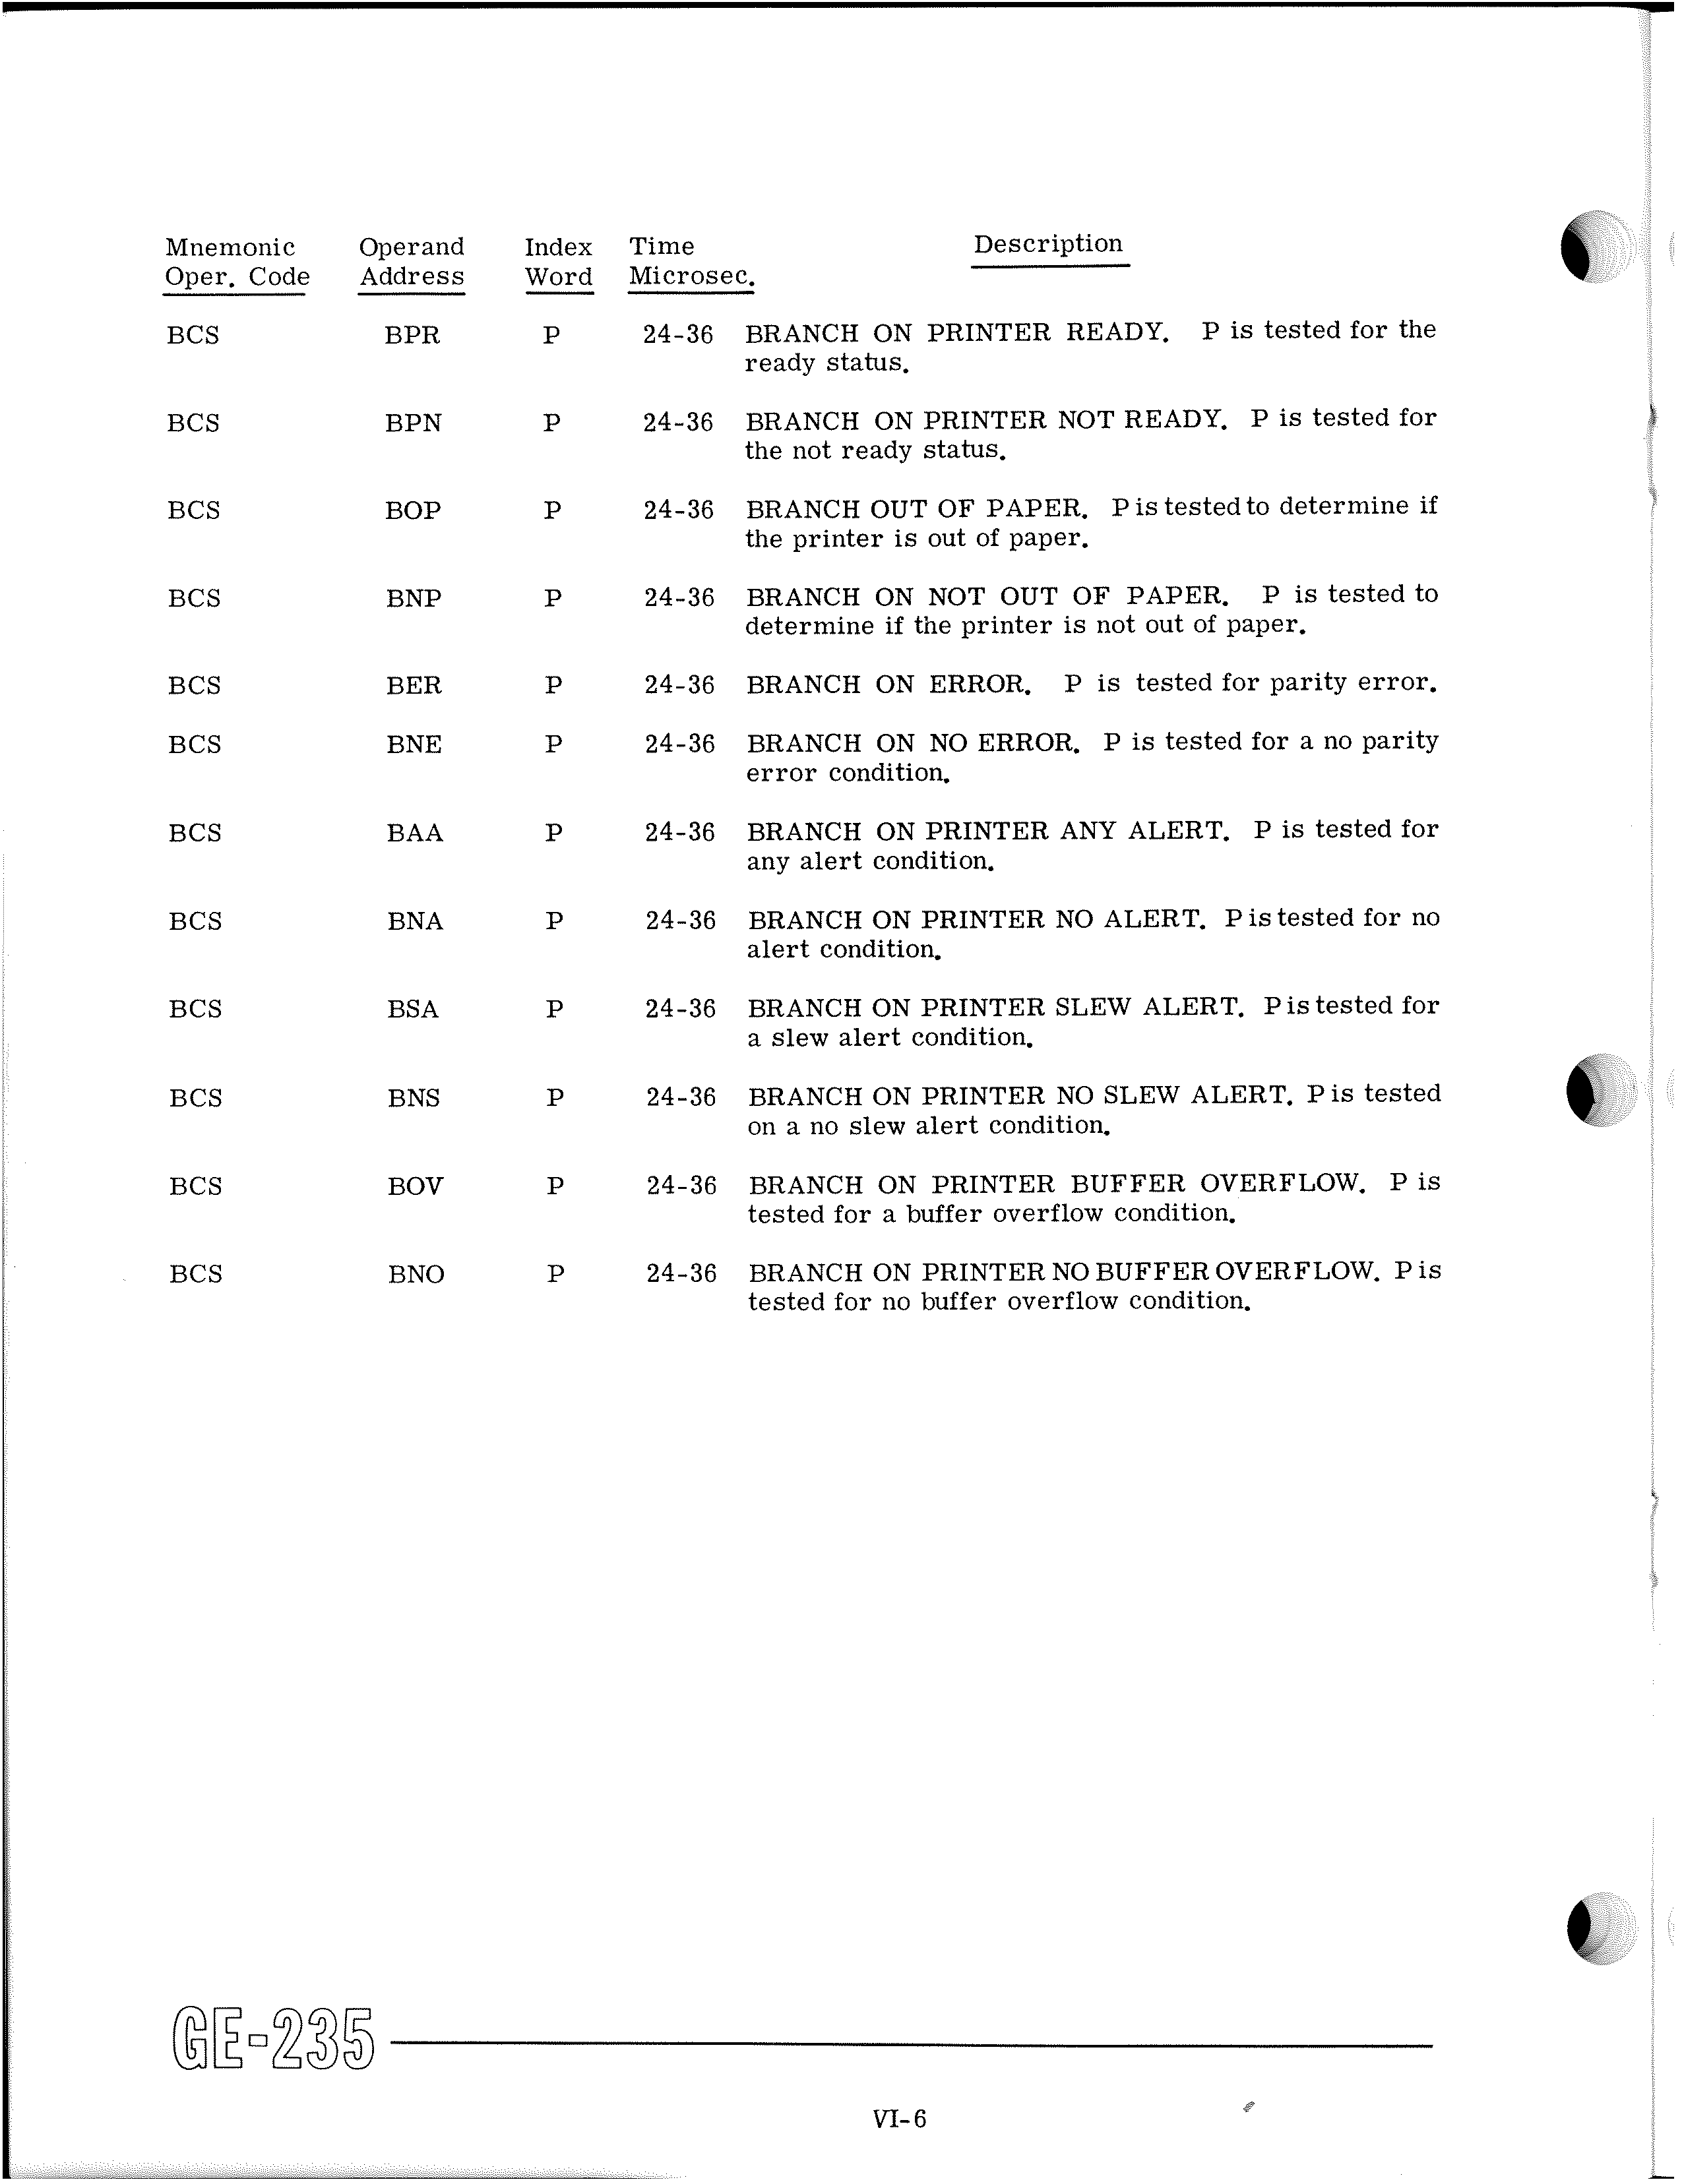 Mnemonic Operand Index Time Description
Oper. Code Address Word Microsec.
BCS BPR P 24-36 BRANCH ON PRINTER READY. P is tested for the
ready status.
BCS BPN P 24-36 BRANCH ON PRINTER NOT READY. P is tested for
the not ready status.
BCS BOP P 24-36 BRANCH OUT OF PAPER. P is tested to determine if
the printer is out of paper.
BCS BNP P 24-36 BRANCH ON NOT OUT OF PAPER. P is tested to
determine if the printer is not out of paper.
BCS BER P 24-36 BRANCH ON ERROR. P is tested for parity error.
BCS BNE P 24-36 BRANCH ON NO ERROR. P is tested for a no parity
error condition.
BCS BAA P 24-36 BRANCH ON PRINTER ANY ALERT. P is tested for
any alert condition.
BCS BNA P 24-36 BRANCH ON PRINTER NO ALERT. P is tested for no
alert condition.
BCS BSA P 24-36 BRANCH ON PRINTER SLEW ALERT. P is tested for
a slew alert condition.
BCS BNS P 24-36 BRANCH ON PRINTER NO SLEW ALERT. P is tested
on a no slew alert condition.
BCS BOV P 24-36 BRANCH ON PRINTER BUFFER OVERFLOW. P is
tested for a buffer overflow condition.
BCS BNO P 24-36 BRANCH ON PRINTER NO BUFFER OVERFLOW. P is
tested for no buffer overflow condition.
GE-235
VI-6